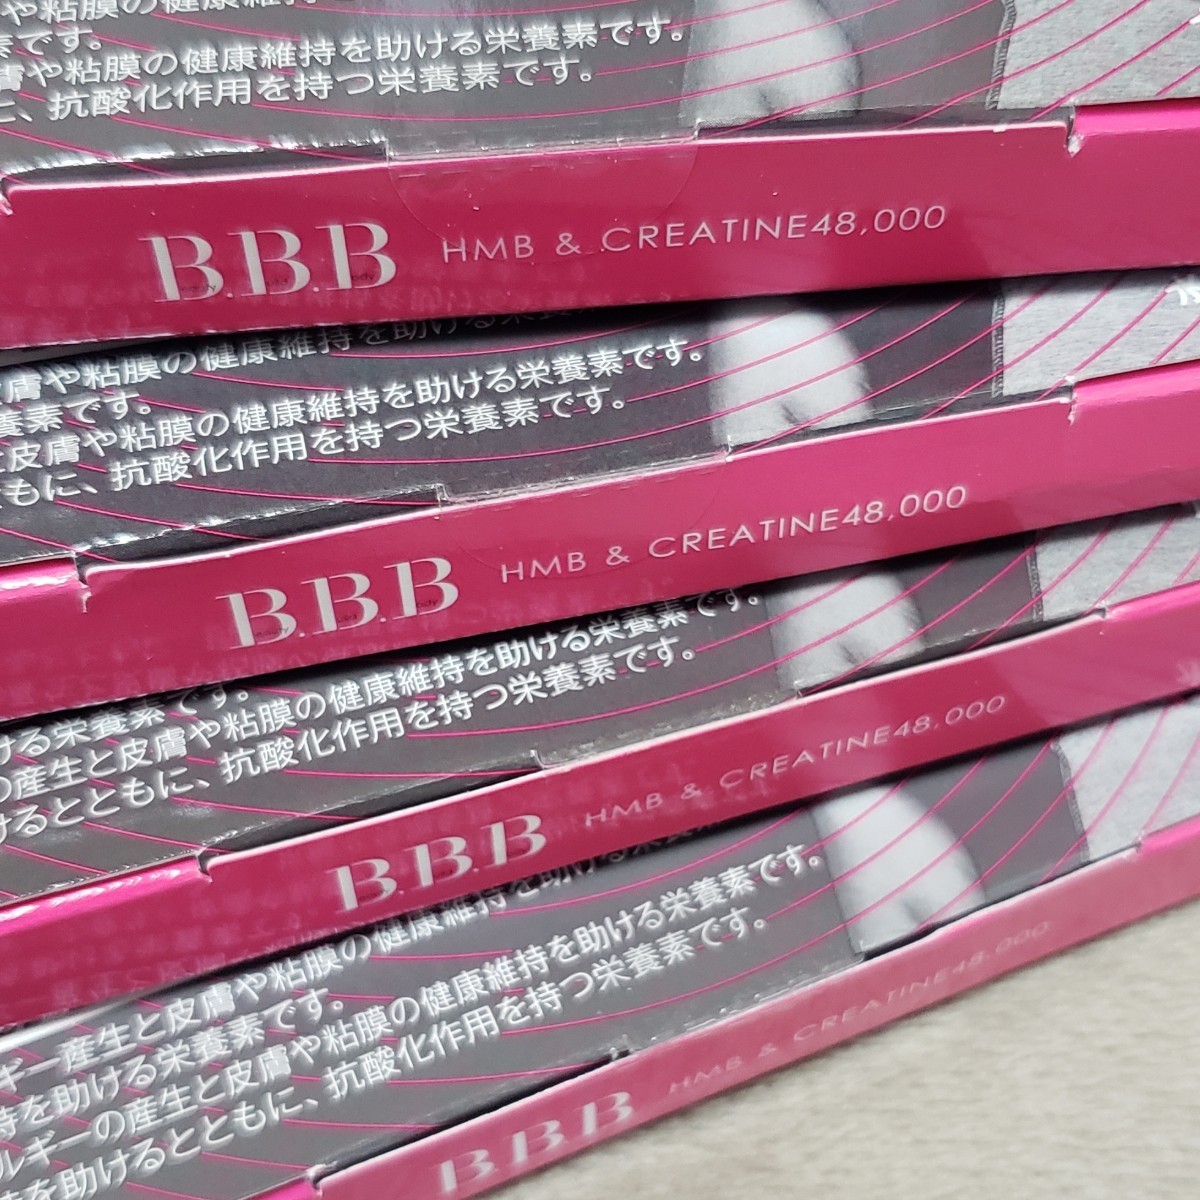 や粘膜の健康維持
素です。
膚や粘膜の健康維持を助ける栄養素です。
に、抗酸化作用を持つ栄養素です。
B.B.B HMB & CREATINE48,000
皮膚や粘膜の健康維持を助ける栄養素
養素です。
と皮膚や粘膜の健康維持を助ける栄養素です。
ともに、抗酸化作用を持つ栄養素です。
B.B.B HMB & CREATINE48,000
ける栄養素です。
の産生と皮膚や粘膜の健康維持を助ける栄養素です。
けるとともに、抗酸化作用を持つ栄養素です。
B.B.B HMB & CREATINE48,000
ギー産生と皮膚や粘膜の健康維持を助ける栄養素
持を助ける栄養素です。
ルギーの産生と皮膚や粘膜の健康維持を助ける栄養素です。
を助けるとともに、抗酸化作用を持つ栄養素です。
B.B.B HMB & CREATINE48,000